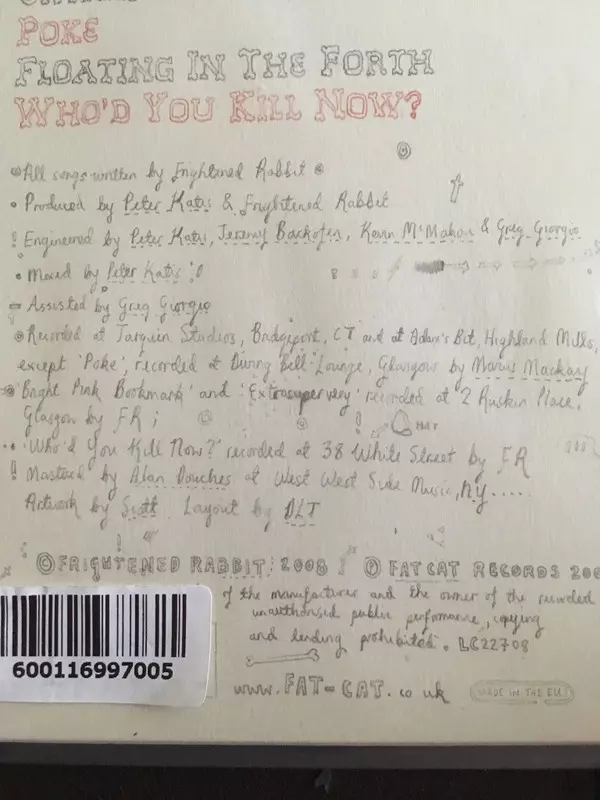 POKE
FLOATING IN THE FORTH
WHO'D YOU KILL NOW?
All songs written by Frightened Rabbit
Produced by Peter Katis & Frightened Rabbit
! Engineered by Peter Katis, Jeremy Backofen, Kevin McMahon & Greg Giorgio
Mixed by Peter Katis
Assisted by Greg Giorgio
Recorded at Tarquin Studios, Bridgeport, CT and at Adam's Bit, Highland Mills,
except 'Poke', recorded at Diving Bell Lounge, Glasgow by Marcus Mackay
'Bright Pink Bookmark' and 'Extrasupervery' recorded at 2 Ruskin Place,
Glasgow by FR ;
HAT
'Who'd You Kill Now?' recorded at 38 White Street by FR
! Mastered by Alan Douches at West West Side Music, NY.....
Artwork by Scott Layout by DLT
© FRIGHTENED RABBIT 2008 ℗ FATCAT RECORDS 200
of the manufacturer and the owner of the recorded
unauthorised public performance, copying
and lending prohibited. LC22708
600116997005
www.FAT-CAT.co.uk
MADE IN THE EU